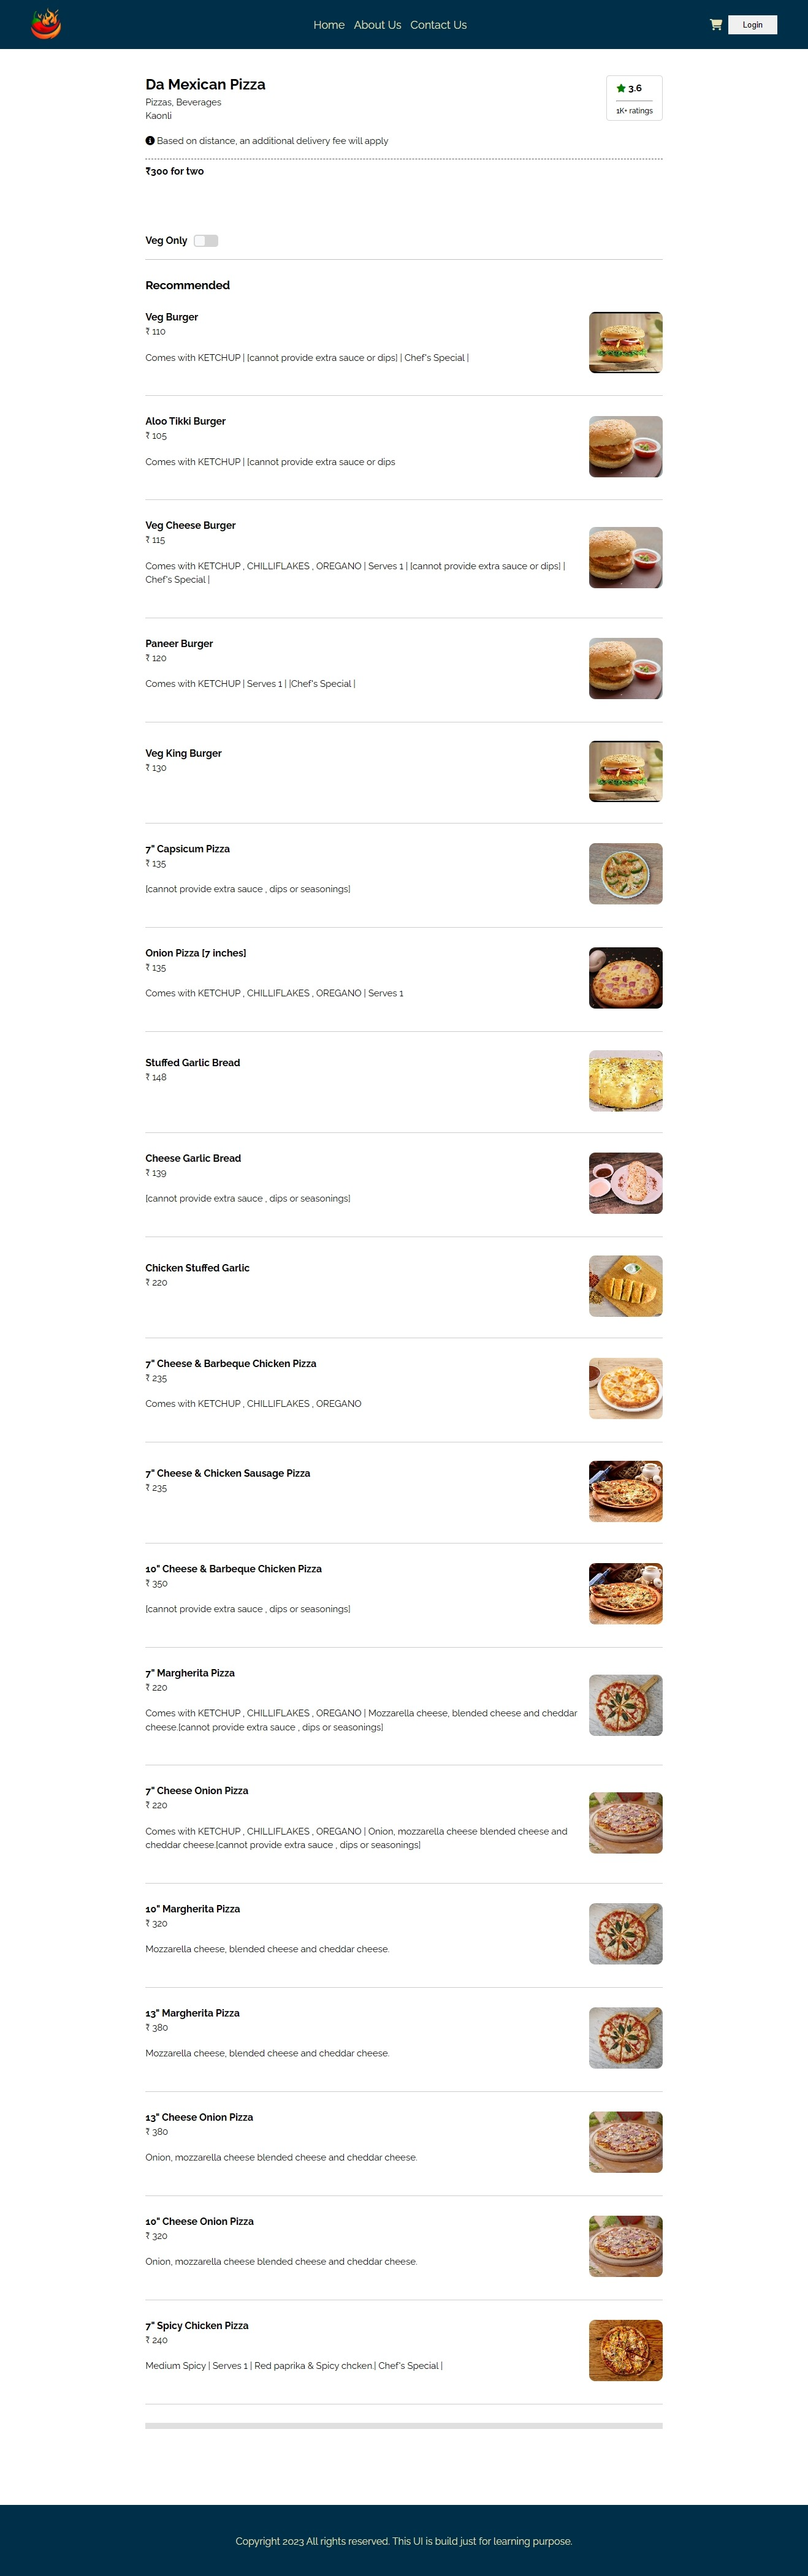 Home About Us Contact Us
Login
Da Mexican Pizza
Pizzas, Beverages
Kaonli
3.6
1K+ ratings
Based on distance, an additional delivery fee will apply
₹300 for two
Veg Only
Recommended
Veg Burger
₹ 110
Comes with KETCHUP | [cannot provide extra sauce or dips] | Chef's Special |
Aloo Tikki Burger
₹ 105
Comes with KETCHUP | [cannot provide extra sauce or dips
Veg Cheese Burger
₹ 115
Comes with KETCHUP , CHILLIFLAKES , OREGANO | Serves 1 | [cannot provide extra sauce or dips] |
Chef's Special |
Paneer Burger
₹ 120
Comes with KETCHUP | Serves 1 | |Chef's Special |
Veg King Burger
₹ 130
7" Capsicum Pizza
₹ 135
[cannot provide extra sauce , dips or seasonings]
Onion Pizza [7 inches]
₹ 135
Comes with KETCHUP , CHILLIFLAKES , OREGANO | Serves 1
Stuffed Garlic Bread
₹ 148
Cheese Garlic Bread
₹ 139
[cannot provide extra sauce , dips or seasonings]
Chicken Stuffed Garlic
₹ 220
7" Cheese & Barbeque Chicken Pizza
₹ 235
Comes with KETCHUP , CHILLIFLAKES , OREGANO
7" Cheese & Chicken Sausage Pizza
₹ 235
10" Cheese & Barbeque Chicken Pizza
₹ 350
[cannot provide extra sauce , dips or seasonings]
7" Margherita Pizza
₹ 220
Comes with KETCHUP , CHILLIFLAKES , OREGANO | Mozzarella cheese, blended cheese and cheddar
cheese.[cannot provide extra sauce , dips or seasonings]
7" Cheese Onion Pizza
₹ 220
Comes with KETCHUP , CHILLIFLAKES , OREGANO | Onion, mozzarella cheese blended cheese and
cheddar cheese.[cannot provide extra sauce , dips or seasonings]
10" Margherita Pizza
₹ 320
Mozzarella cheese, blended cheese and cheddar cheese.
13" Margherita Pizza
₹ 380
Mozzarella cheese, blended cheese and cheddar cheese.
13" Cheese Onion Pizza
₹ 380
Onion, mozzarella cheese blended cheese and cheddar cheese.
10" Cheese Onion Pizza
₹ 320
Onion, mozzarella cheese blended cheese and cheddar cheese.
7" Spicy Chicken Pizza
₹ 240
Medium Spicy | Serves 1 | Red paprika & Spicy chcken.| Chef's Special |
Copyright 2023 All rights reserved. This UI is build just for learning purpose.